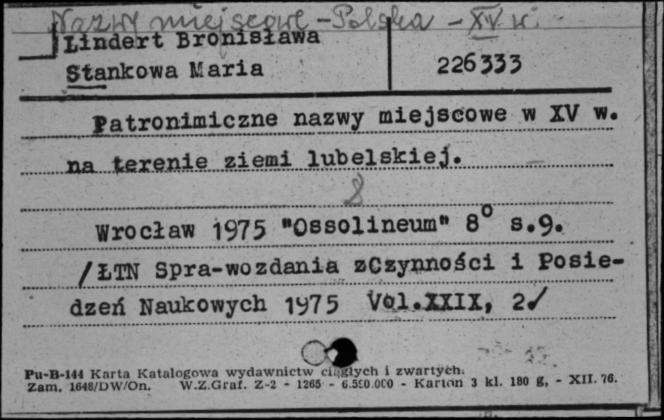 Nazwy miejscowe - Polska - XV w.
Lindert Bronisława
Stankowa Maria
226333
Patronimiczne nazwy miejscowe w XV w.
na terenie ziemi lubelskiej.
8
Wrocław 1975 "Ossolineum" 8° s.9.
/ŁTN Spra-wozdania zCzynności i Posie-
dzeń Naukowych 1975 Vol.XXIX, 2/
Pu-B-144 Karta Katalogowa wydawnictw ciągłych i zwartych.
Zam. 1648/DW/On. W.Z.Graf. Z-2 - 1265 - 6.500.000 - Karton 3 kl. 180 g, - XII. 76.